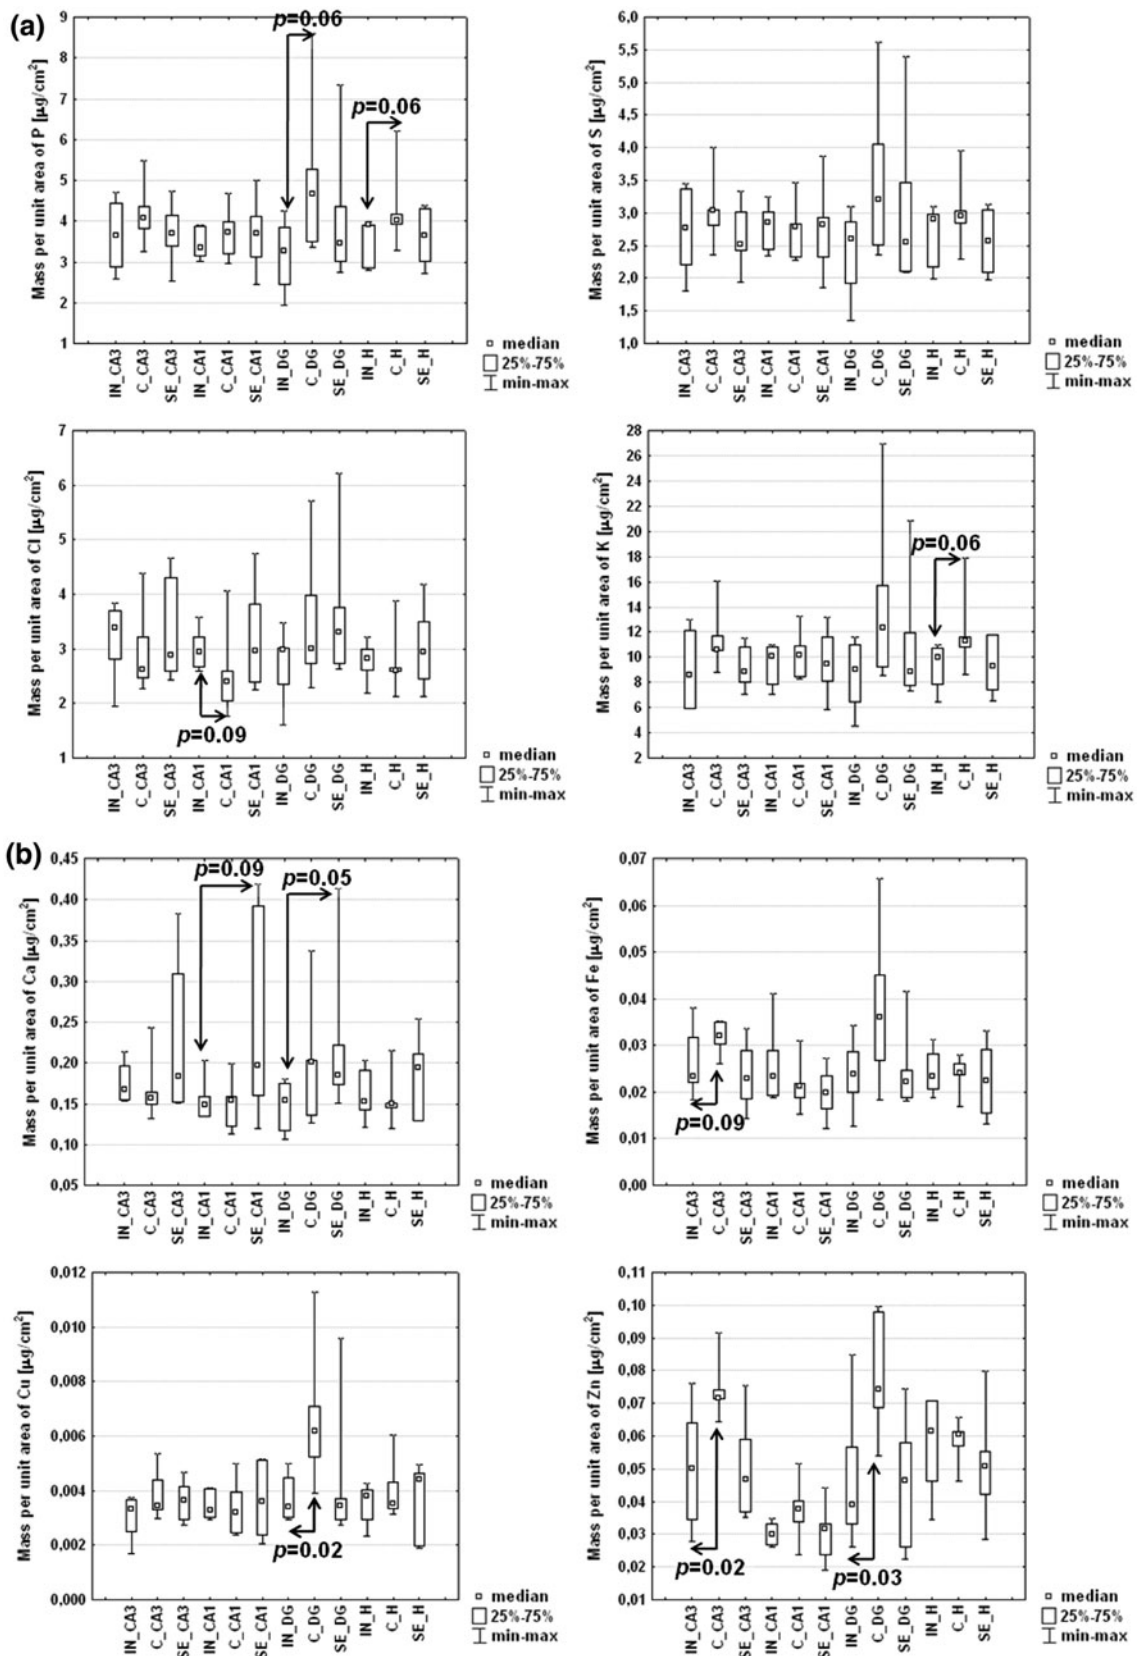 (a)
Mass per unit area of P [µg/cm²]
9
8
7
6
5
4
3
2
1
p=0.06
p=0.06
IN_CA3
C_CA3
SE_CA3
IN_CA1
C_CA1
SE_CA1
IN_DG
C_DG
SE_DG
IN_H
C_H
SE_H
median
25%-75%
min-max
Mass per unit area of S [µg/cm²]
6,0
5,5
5,0
4,5
4,0
3,5
3,0
2,5
2,0
1,5
1,0
IN_CA3
C_CA3
SE_CA3
IN_CA1
C_CA1
SE_CA1
IN_DG
C_DG
SE_DG
IN_H
C_H
SE_H
median
25%-75%
min-max
Mass per unit area of Cl [µg/cm²]
7
6
5
4
3
2
1
p=0.09
IN_CA3
C_CA3
SE_CA3
IN_CA1
C_CA1
SE_CA1
IN_DG
C_DG
SE_DG
IN_H
C_H
SE_H
median
25%-75%
min-max
Mass per unit area of K [µg/cm²]
28
26
24
22
20
18
16
14
12
10
8
6
4
2
p=0.06
IN_CA3
C_CA3
SE_CA3
IN_CA1
C_CA1
SE_CA1
IN_DG
C_DG
SE_DG
IN_H
C_H
SE_H
median
25%-75%
min-max
(b)
Mass per unit area of Ca [µg/cm²]
0,45
0,40
0,35
0,30
0,25
0,20
0,15
0,10
0,05
p=0.09
p=0.05
IN_CA3
C_CA3
SE_CA3
IN_CA1
C_CA1
SE_CA1
IN_DG
C_DG
SE_DG
IN_H
C_H
SE_H
median
25%-75%
min-max
Mass per unit area of Fe [µg/cm²]
0,07
0,06
0,05
0,04
0,03
0,02
0,01
0,00
p=0.09
IN_CA3
C_CA3
SE_CA3
IN_CA1
C_CA1
SE_CA1
IN_DG
C_DG
SE_DG
IN_H
C_H
SE_H
median
25%-75%
min-max
Mass per unit area of Cu [µg/cm²]
0,012
0,010
0,008
0,006
0,004
0,002
0,000
p=0.02
IN_CA3
C_CA3
SE_CA3
IN_CA1
C_CA1
SE_CA1
IN_DG
C_DG
SE_DG
IN_H
C_H
SE_H
median
25%-75%
min-max
Mass per unit area of Zn [µg/cm²]
0,11
0,10
0,09
0,08
0,07
0,06
0,05
0,04
0,03
0,02
0,01
p=0.02
p=0.03
IN_CA3
C_CA3
SE_CA3
IN_CA1
C_CA1
SE_CA1
IN_DG
C_DG
SE_DG
IN_H
C_H
SE_H
median
25%-75%
min-max